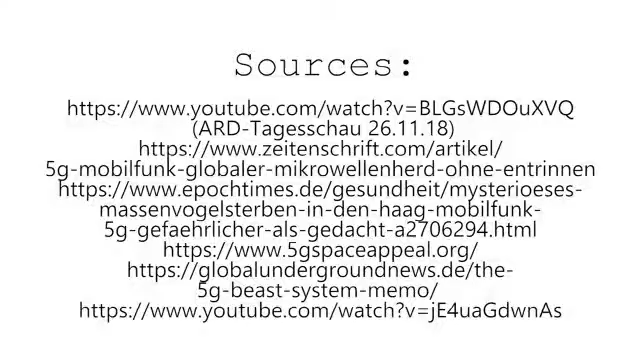 Sources:
https://www.youtube.com/watch?v=BLGsWDOuXVQ
(ARD-Tagesschau 26.11.18)
https://www.zeitenschrift.com/artikel/
5g-mobilfunk-globaler-mikrowellenherd-ohne-entrinnen
https://www.epochtimes.de/gesundheit/mysterioeses-
massenvogelsterben-in-den-haag-mobilfunk-
5g-gefaehrlicher-als-gedacht-a2706294.html
https://www.5gspaceappeal.org/
https://globalundergroundnews.de/the-
5g-beast-system-memo/
https://www.youtube.com/watch?v=jE4uaGdwnAs